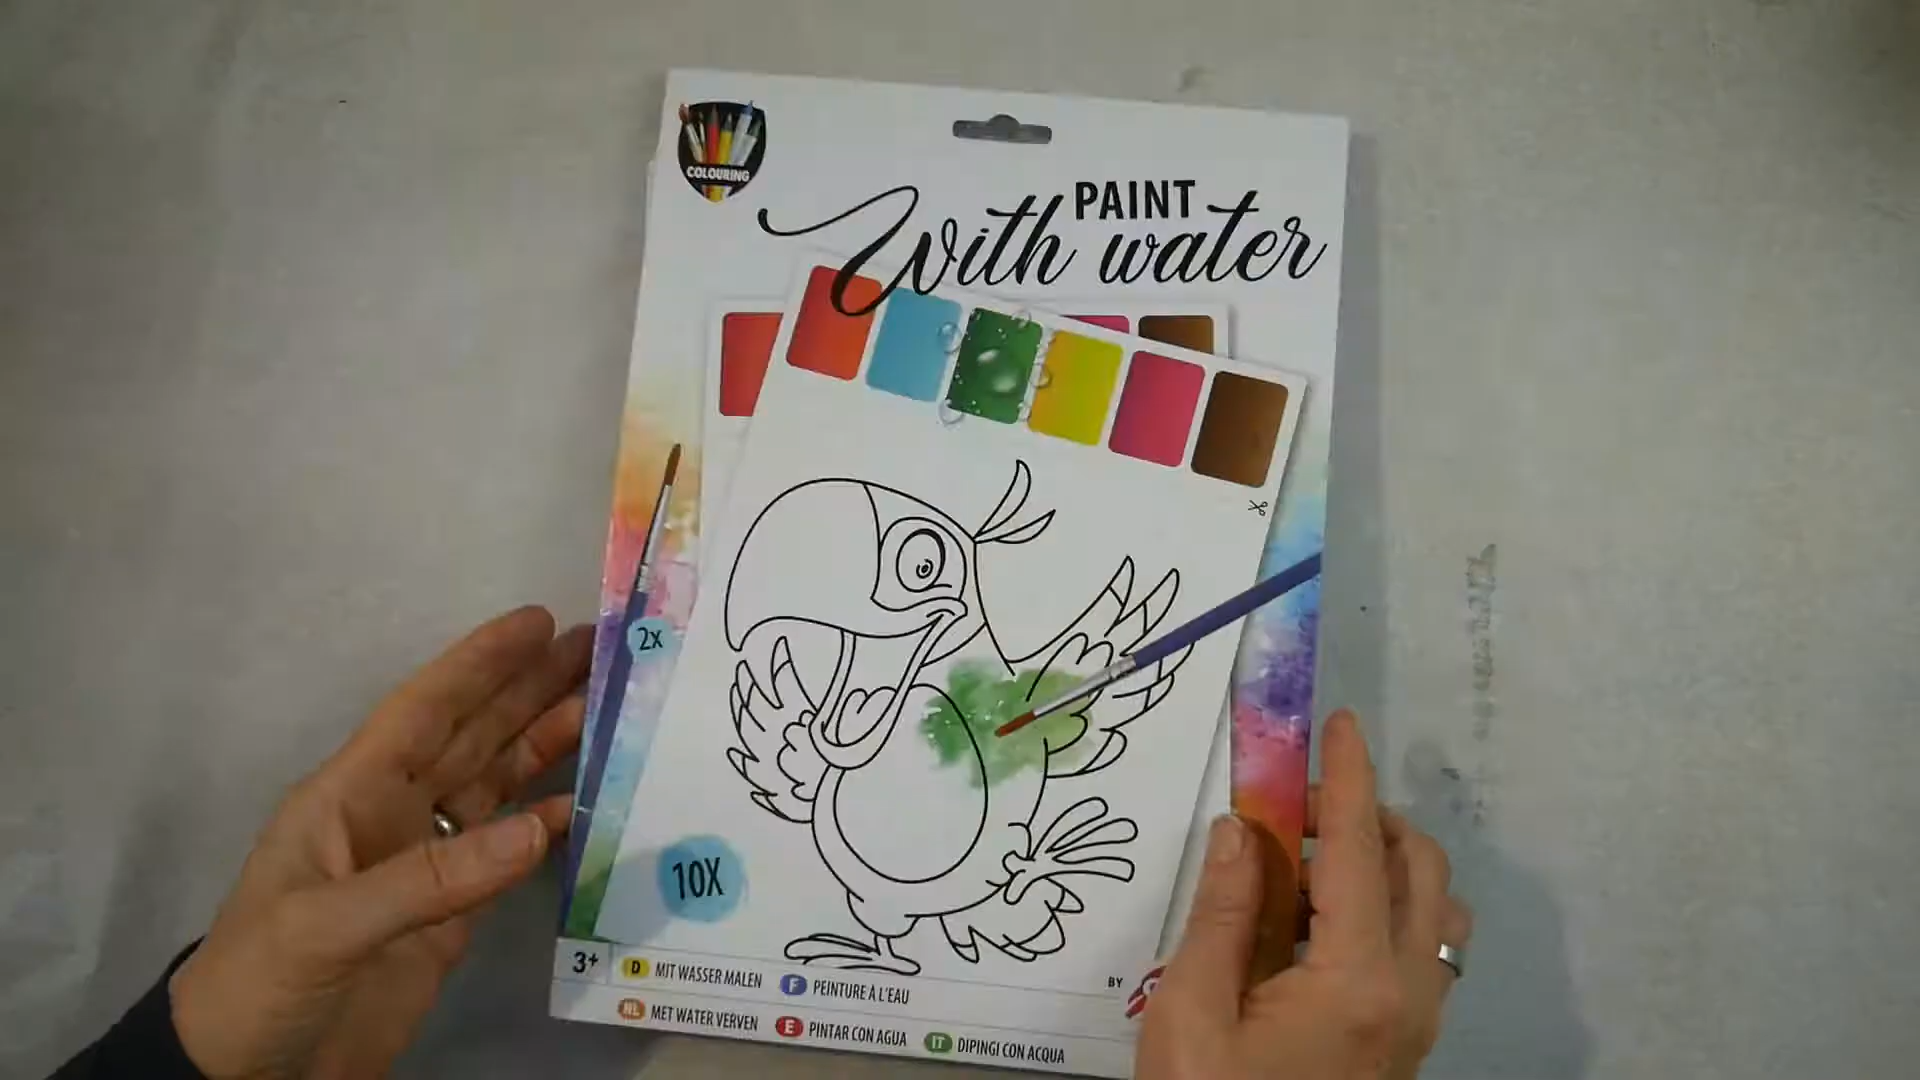 COLOURING
PAINT
With water
2x
10X
3+
D MIT WASSER MALEN F PEINTURE À L'EAU
BY
NL MET WATER VERVEN E PINTAR CON AGUA IT DIPINGI CON ACQUA